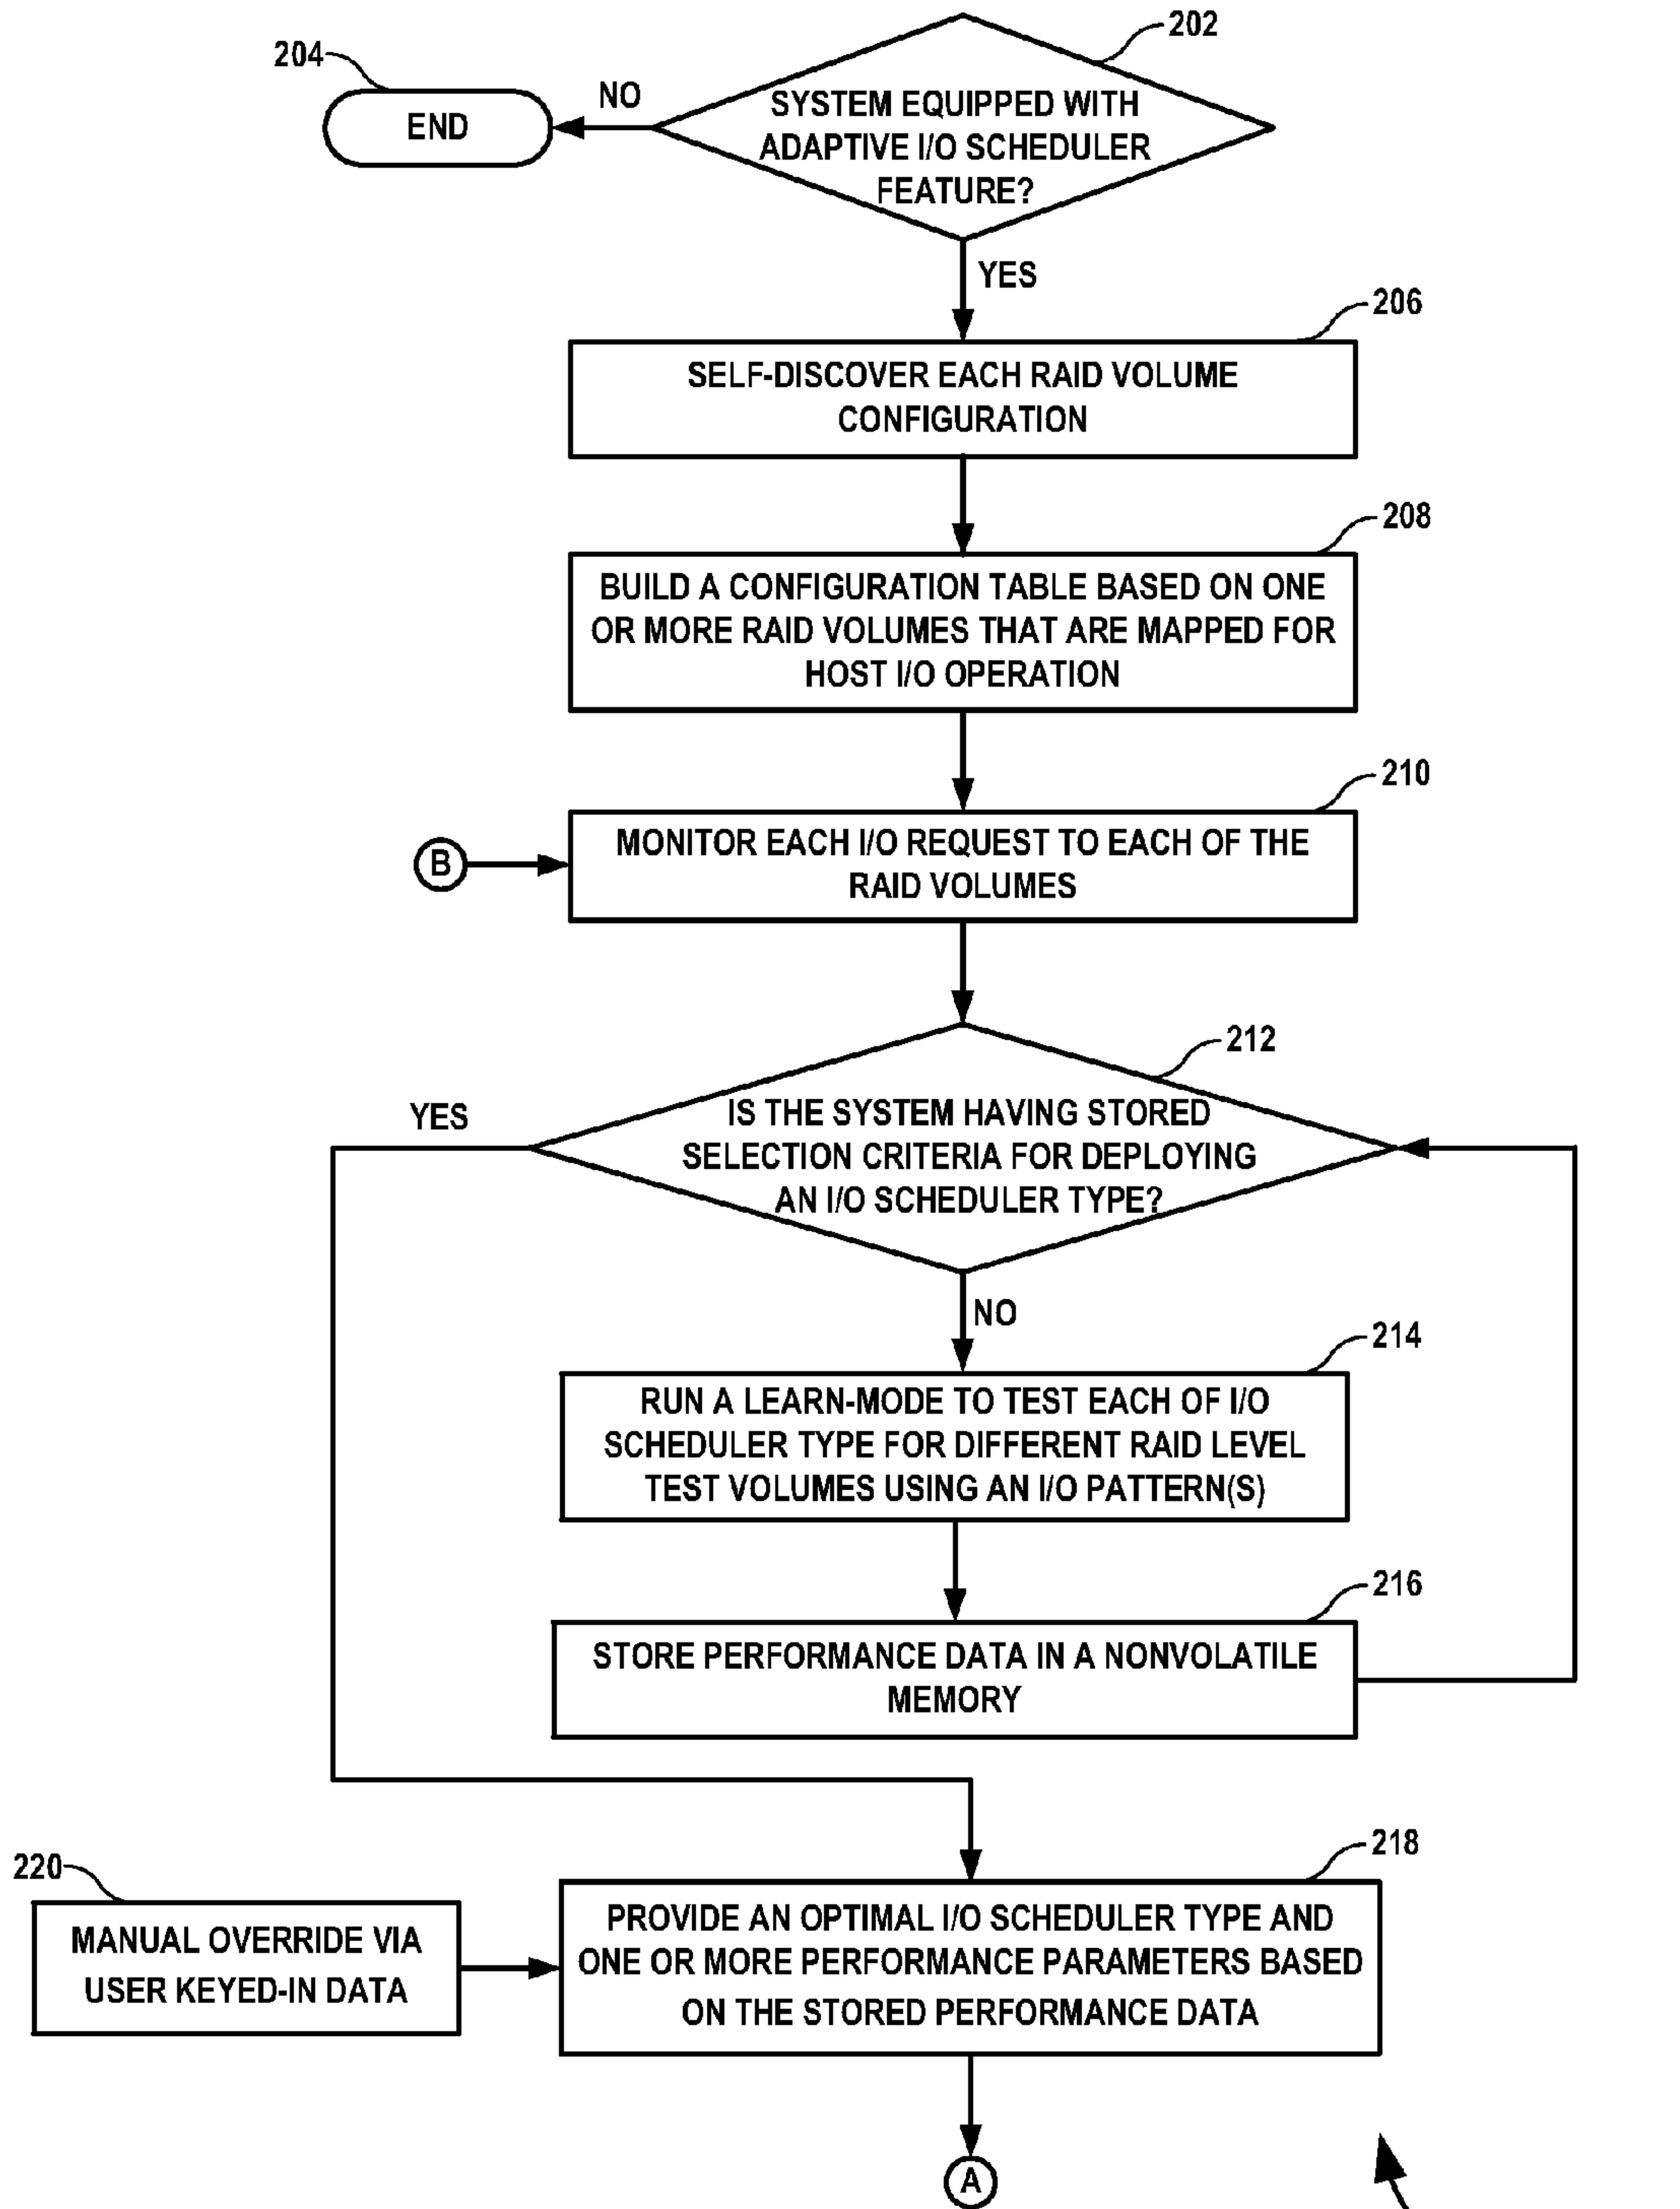 202
204
NO
END
SYSTEM EQUIPPED WITH
ADAPTIVE I/O SCHEDULER
FEATURE?
YES
206
SELF-DISCOVER EACH RAID VOLUME
CONFIGURATION
208
BUILD A CONFIGURATION TABLE BASED ON ONE
OR MORE RAID VOLUMES THAT ARE MAPPED FOR
HOST I/O OPERATION
210
B
MONITOR EACH I/O REQUEST TO EACH OF THE
RAID VOLUMES
212
YES
IS THE SYSTEM HAVING STORED
SELECTION CRITERIA FOR DEPLOYING
AN I/O SCHEDULER TYPE?
NO
214
RUN A LEARN-MODE TO TEST EACH OF I/O
SCHEDULER TYPE FOR DIFFERENT RAID LEVEL
TEST VOLUMES USING AN I/O PATTERN(S)
216
STORE PERFORMANCE DATA IN A NONVOLATILE
MEMORY
218
220
MANUAL OVERRIDE VIA
USER KEYED-IN DATA
PROVIDE AN OPTIMAL I/O SCHEDULER TYPE AND
ONE OR MORE PERFORMANCE PARAMETERS BASED
ON THE STORED PERFORMANCE DATA
A